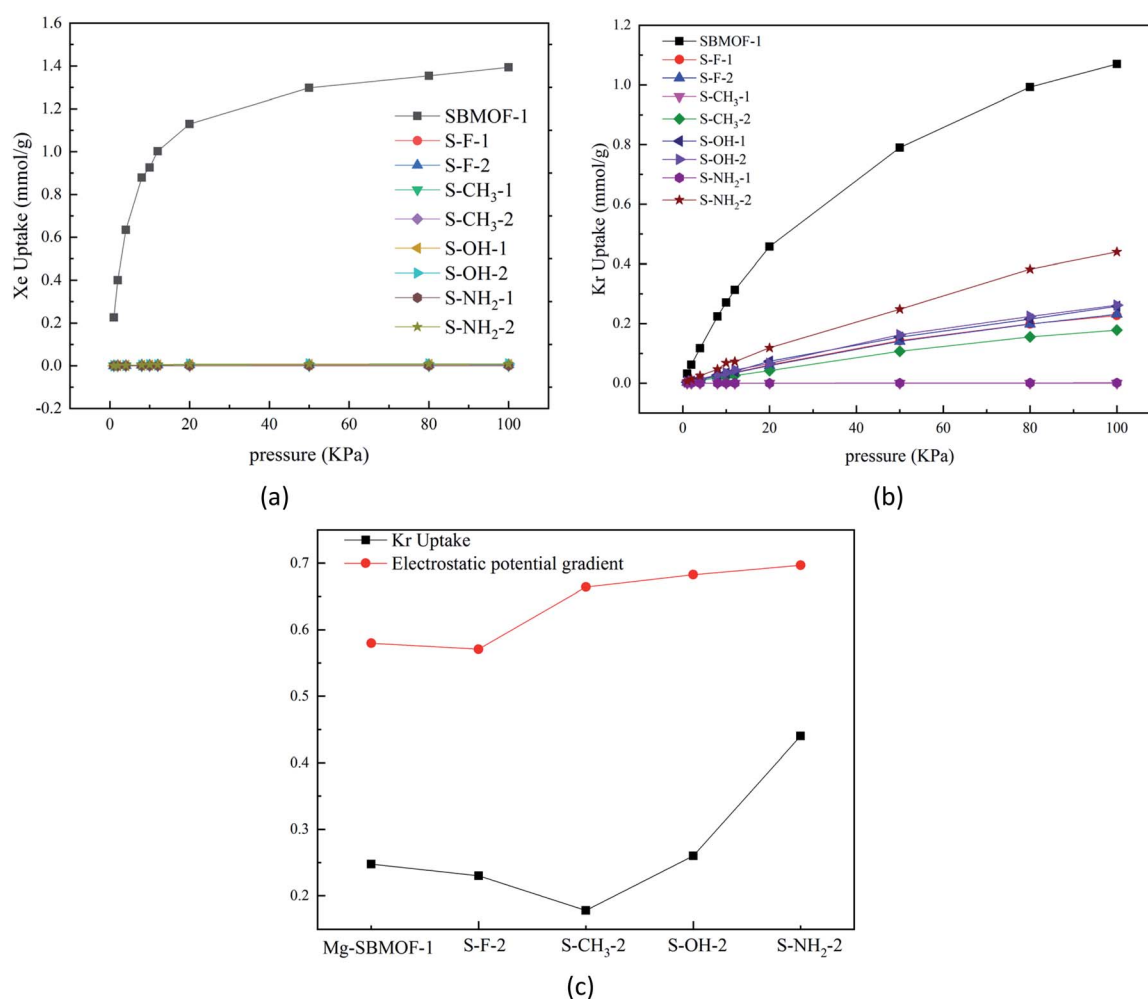 1.6
1.4
1.2
1.0
0.8
0.6
0.4
0.2
0.0
-0.2
Xe Uptake (mmol/g)
SBMOF-1
S-F-1
S-F-2
S-CH₃-1
S-CH₃-2
S-OH-1
S-OH-2
S-NH₂-1
S-NH₂-2
0 20 40 60 80 100
pressure (KPa)
(a)
1.2
1.0
0.8
0.6
0.4
0.2
0.0
Kr Uptake (mmol/g)
SBMOF-1
S-F-1
S-F-2
S-CH₃-1
S-CH₃-2
S-OH-1
S-OH-2
S-NH₂-1
S-NH₂-2
0 20 40 60 80 100
pressure (KPa)
(b)
Kr Uptake
Electrostatic potential gradient
0.7
0.6
0.5
0.4
0.3
0.2
Mg-SBMOF-1 S-F-2 S-CH₃-2 S-OH-2 S-NH₂-2
(c)